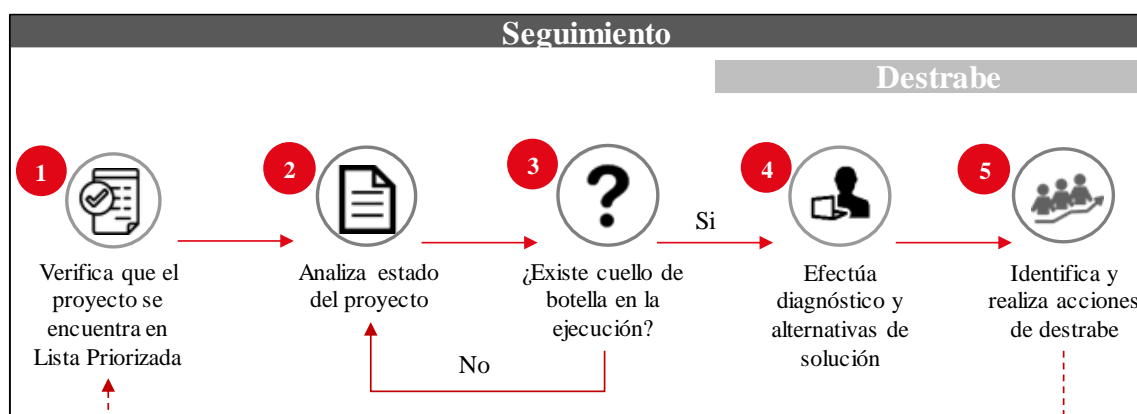 Seguimiento
Destrabe
1
2
3
4
5
Si
Verifica que el
proyecto se
encuentra en
Lista Priorizada
Analiza estado
del proyecto
¿Existe cuello de
botella en la
ejecución?
Efectúa
diagnóstico y
alternativas de
solución
Identifica y
realiza acciones
de destrabe
No